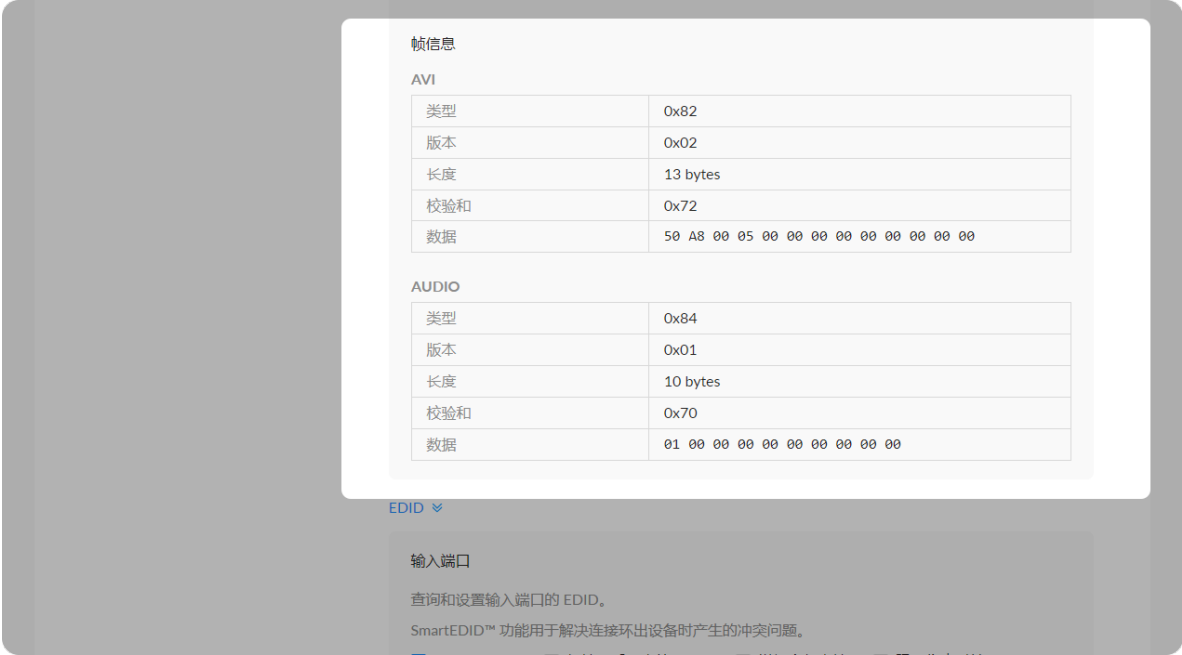 帧信息
AVI
类型 0x82
版本 0x02
长度 13 bytes
校验和 0x72
数据 50 A8 00 05 00 00 00 00 00 00 00 00 00
AUDIO
类型 0x84
版本 0x01
长度 10 bytes
校验和 0x70
数据 01 00 00 00 00 00 00 00 00 00
EDID
输入端口
查询和设置输入端口的 EDID。
SmartEDID™ 功能用于解决连接环出设备时产生的冲突问题。